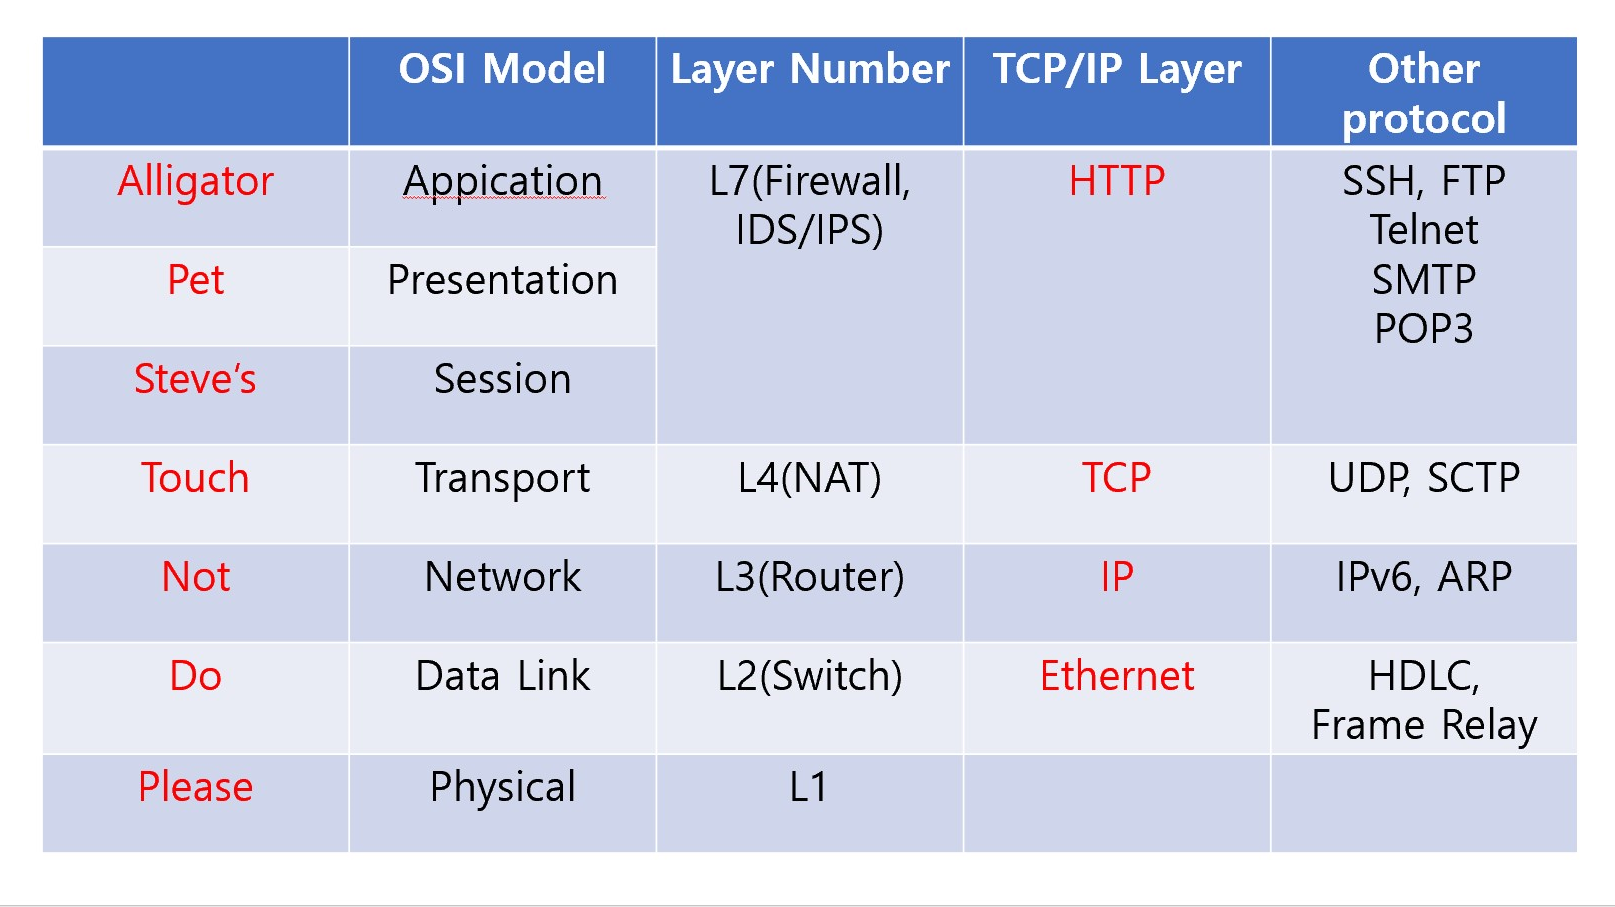 OSI Model
Layer Number
TCP/IP Layer
Other
protocol
Alligator
Appication
L7(Firewall,
IDS/IPS)
HTTP
SSH, FTP
Telnet
SMTP
POP3
Pet
Presentation
Steve‘s
Session
Touch
Transport
L4(NAT)
TCP
UDP, SCTP
Not
Network
L3(Router)
IP
IPv6, ARP
Do
Data Link
L2(Switch)
Ethernet
HDLC,
Frame Relay
Please
Physical
L1